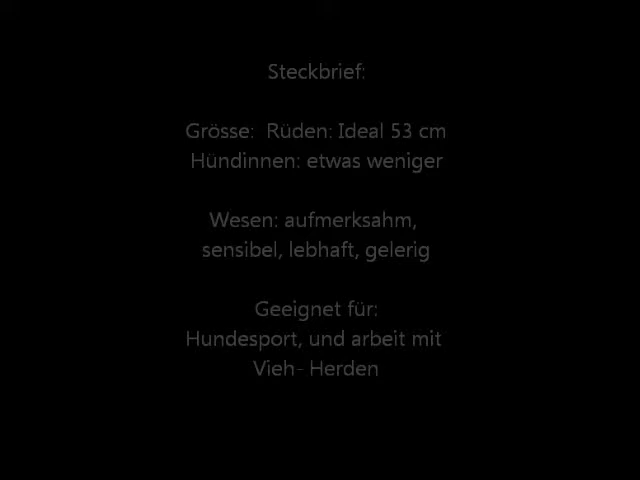 Steckbrief:
Grösse:  Rüden: Ideal 53 cm
Hündinnen: etwas weniger
Wesen: aufmerksahm,
sensibel, lebhaft, gelerig
Geeignet für:
Hundesport, und arbeit mit
Vieh- Herden